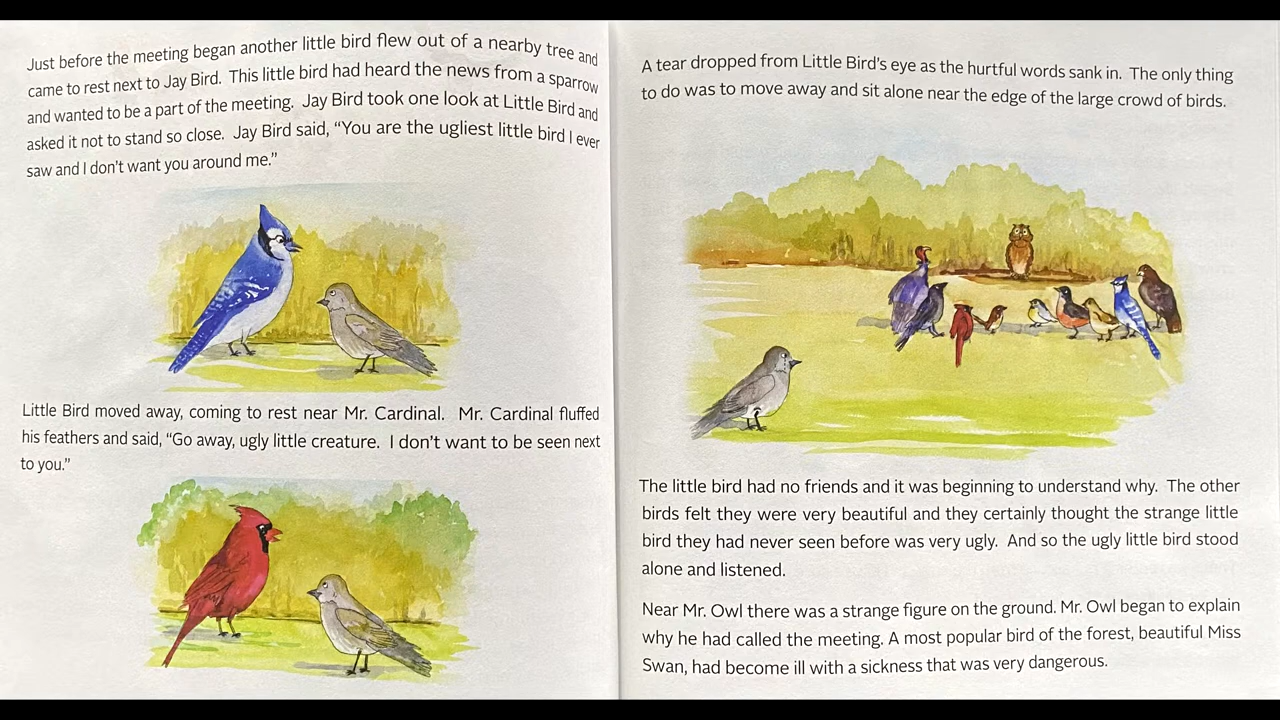 Just before the meeting began another little bird flew out of a nearby tree and
came to rest next to Jay Bird. This little bird had heard the news from a sparrow
and wanted to be a part of the meeting. Jay Bird took one look at Little Bird and
asked it not to stand so close. Jay Bird said, “You are the ugliest little bird I ever
saw and I don’t want you around me.”
Little Bird moved away, coming to rest near Mr. Cardinal. Mr. Cardinal fluffed
his feathers and said, “Go away, ugly little creature. I don’t want to be seen next
to you.”
A tear dropped from Little Bird’s eye as the hurtful words sank in. The only thing
to do was to move away and sit alone near the edge of the large crowd of birds.
The little bird had no friends and it was beginning to understand why. The other
birds felt they were very beautiful and they certainly thought the strange little
bird they had never seen before was very ugly. And so the ugly little bird stood
alone and listened.
Near Mr. Owl there was a strange figure on the ground. Mr. Owl began to explain
why he had called the meeting. A most popular bird of the forest, beautiful Miss
Swan, had become ill with a sickness that was very dangerous.